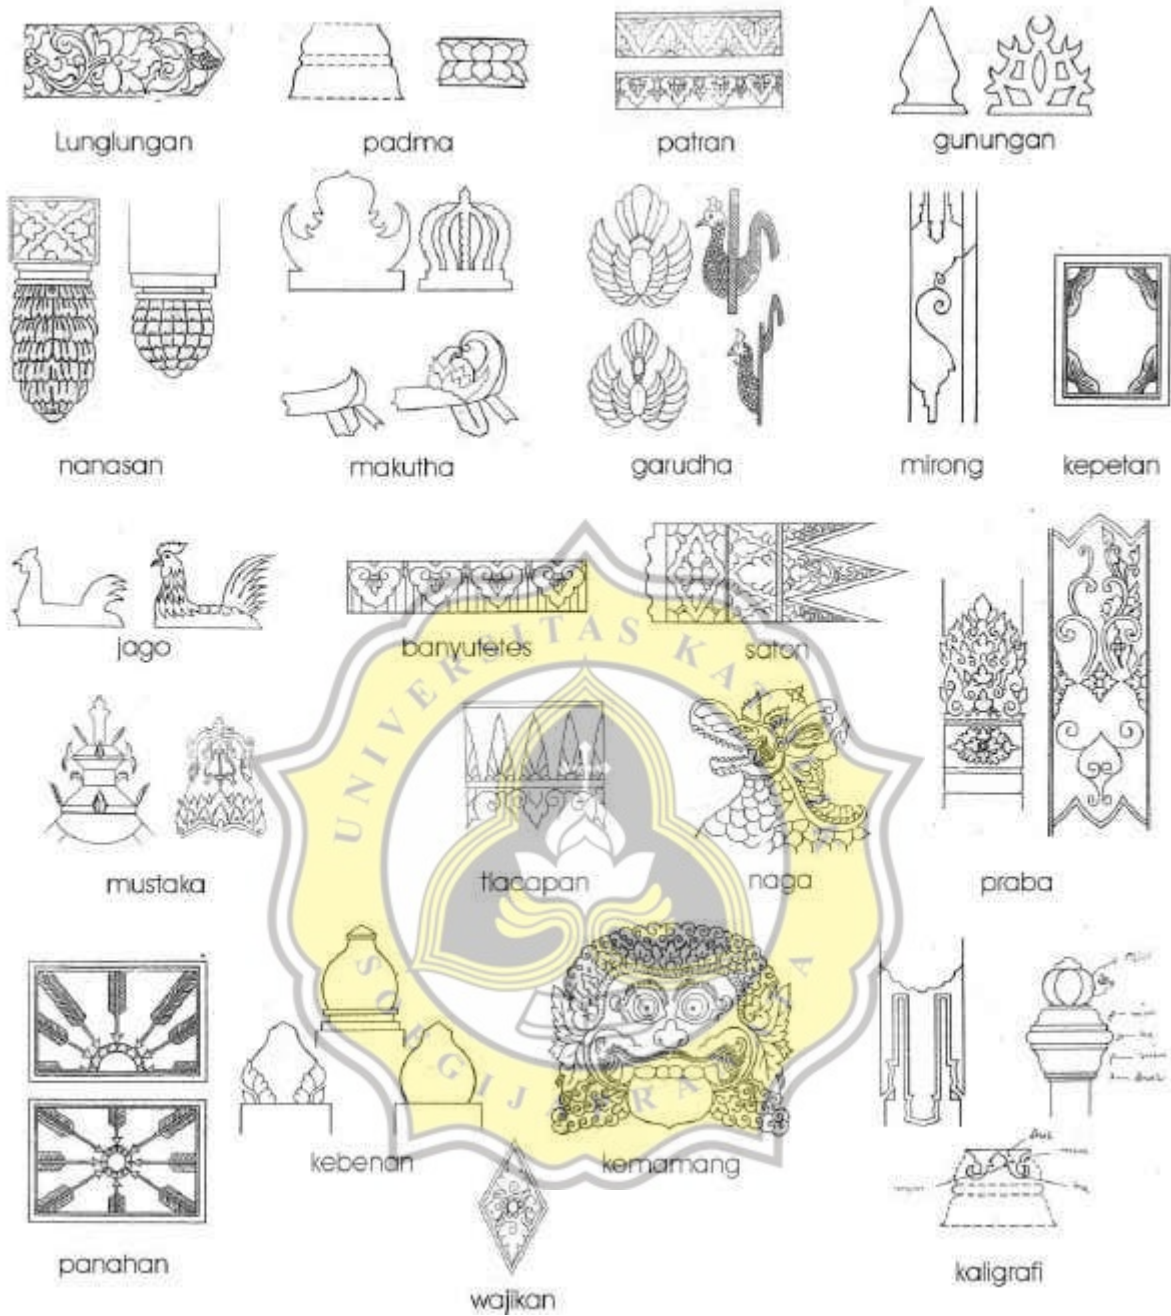 Lunglungan
padma
patran
gunungan
nanasan
makutha
garudha
mirong
kepetan
jago
banyutetes
saton
mustaka
tlacapan
naga
praba
panahan
kebenan
kemamang
wajikan
kaligrafi
UNIVERSITAS KAT
SOEGIJAPRANATA